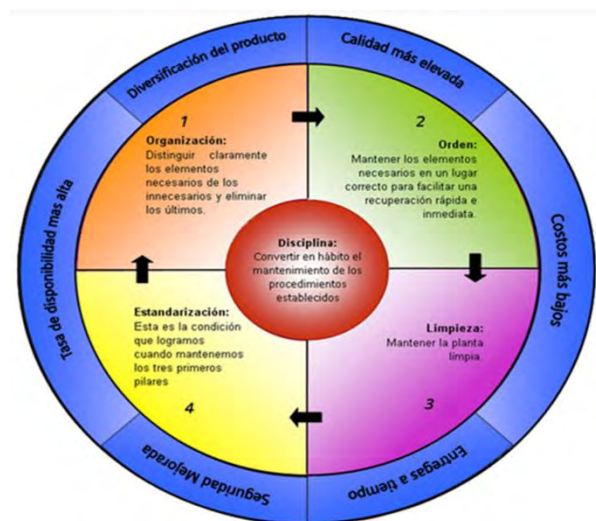 Diversificación del producto
Calidad más elevada
Costos más bajos
Entregas a tiempo
Seguridad Mejorada
Tasa de disponibilidad mas alta
1
Organización:
Distinguir claramente
los elementos
necesarios de los
innecesarios y eliminar
los últimos.
2
Orden:
Mantener los elementos
necesarios en un lugar
correcto para facilitar una
recuperación rápida e
inmediata.
Disciplina:
Convertir en hábito el
mantenimiento de los
procedimientos
establecidos
Limpieza:
Mantener la planta
limpia
3
Estandarización:
Esta es la condición
que logramos
cuando mantenemos
los tres primeros
pilares
4